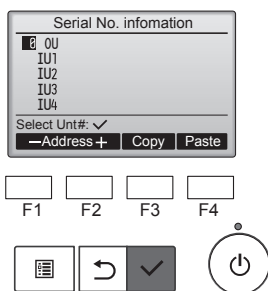 Serial No. infomation
0 OU
IU1
IU2
IU3
IU4
Select Unt#:✓
−Address+ Copy Paste
F1 F2 F3 F4